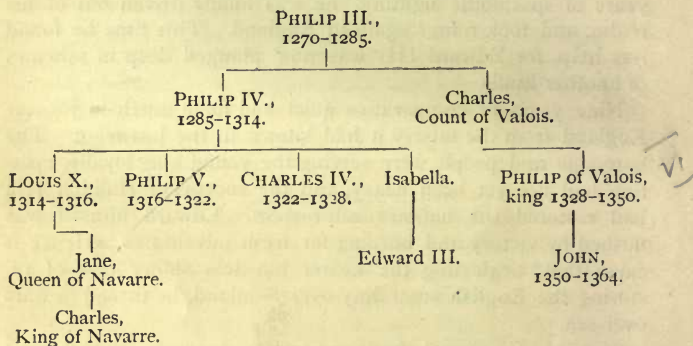 PHILIP III.,
1270-1285.
PHILIP IV.,
1285-1314.
Charles,
Count of Valois.
LOUIS X.,
1314-1316.
PHILIP V.,
1316-1322.
CHARLES IV.,
1322-1328.
Isabella.
PHILIP of Valois,
king 1328-1350.
Jane,
Queen of Navarre.
Edward III.
JOHN,
1350-1364.
Charles,
King of Navarre.